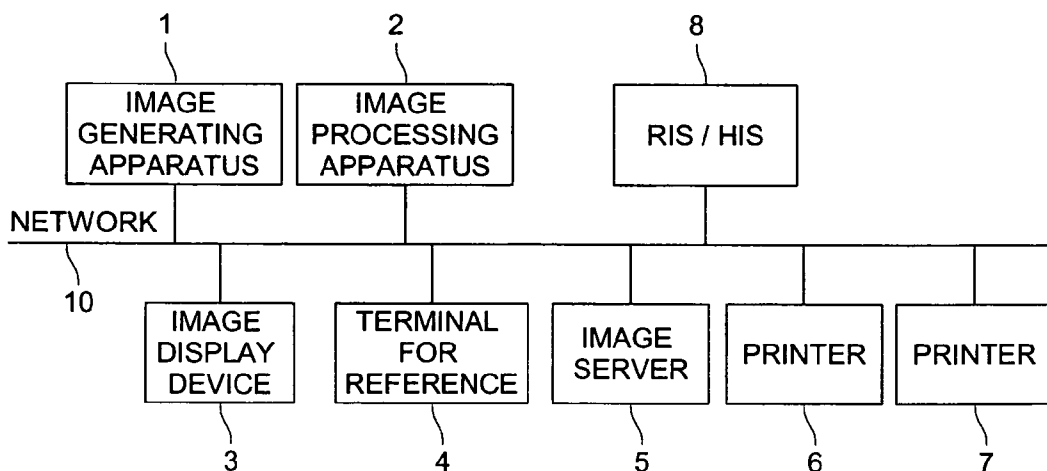 1
2
8
IMAGE
GENERATING
APPARATUS
IMAGE
PROCESSING
APPARATUS
RIS / HIS
NETWORK
10
IMAGE
DISPLAY
DEVICE
TERMINAL
FOR
REFERENCE
IMAGE
SERVER
PRINTER
PRINTER
3
4
5
6
7